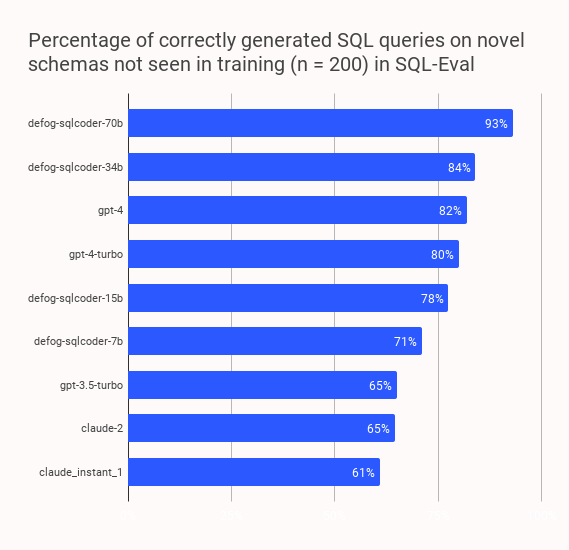 Percentage of correctly generated SQL queries on novel
schemas not seen in training (n = 200) in SQL-Eval
defog-sqlcoder-70b 93%
defog-sqlcoder-34b 84%
gpt-4 82%
gpt-4-turbo 80%
defog-sqlcoder-15b 78%
defog-sqlcoder-7b 71%
gpt-3.5-turbo 65%
claude-2 65%
claude_instant_1 61%